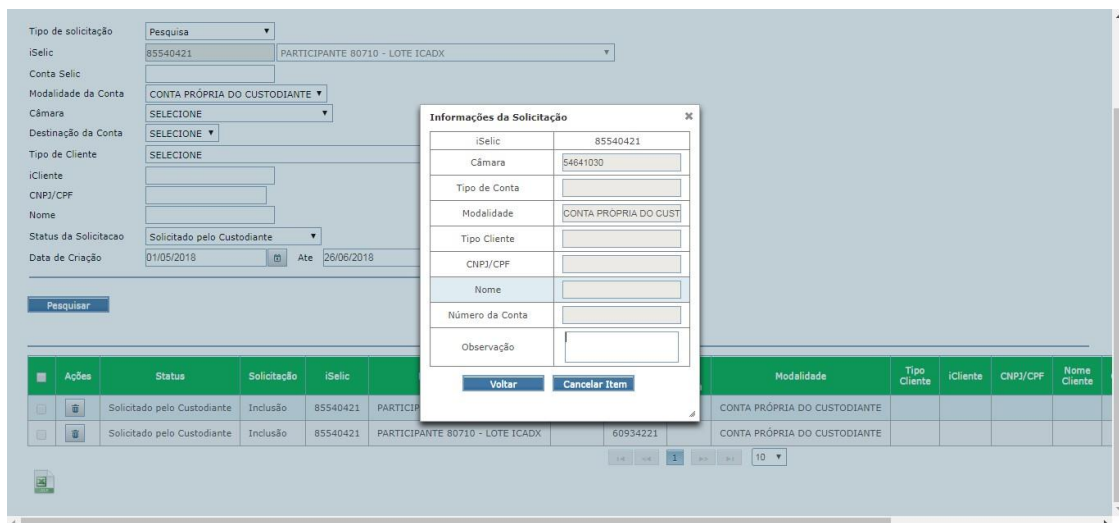 Tipo de solicitação Pesquisa
iSelic 85540421 PARTICIPANTE 80710 - LOTE ICADX
Conta Selic
Modalidade da Conta CONTA PRÓPRIA DO CUSTODIANTE
Câmara SELECIONE
Destinação da Conta SELECIONE
Tipo de Cliente SELECIONE
iCliente
CNPJ/CPF
Nome
Status da Solicitacao Solicitado pelo Custodiante
Data de Criação 01/05/2018 Ate 26/06/2018
Pesquisar
Informações da Solicitação
iSelic 85540421
Câmara 54641030
Tipo de Conta
Modalidade CONTA PRÓPRIA DO CUST
Tipo Cliente
CNPJ/CPF
Nome
Número da Conta
Observação
Voltar Cancelar Item
Ações Status Solicitação iSelic Modalidade Tipo Cliente iCliente CNPJ/CPF Nome Cliente
Solicitado pelo Custodiante Inclusão 85540421 PARTICIP CONTA PRÓPRIA DO CUSTODIANTE
Solicitado pelo Custodiante Inclusão 85540421 PARTICIPANTE 80710 - LOTE ICADX 60934221 CONTA PRÓPRIA DO CUSTODIANTE
1 10